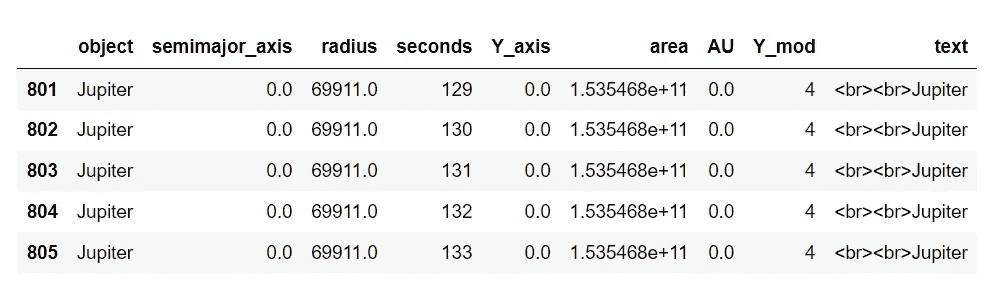 object semimajor_axis radius seconds Y_axis area AU Y_mod text
801 Jupiter 0.0 69911.0 129 0.0 1.535468e+11 0.0 4 <br><br>Jupiter
802 Jupiter 0.0 69911.0 130 0.0 1.535468e+11 0.0 4 <br><br>Jupiter
803 Jupiter 0.0 69911.0 131 0.0 1.535468e+11 0.0 4 <br><br>Jupiter
804 Jupiter 0.0 69911.0 132 0.0 1.535468e+11 0.0 4 <br><br>Jupiter
805 Jupiter 0.0 69911.0 133 0.0 1.535468e+11 0.0 4 <br><br>Jupiter